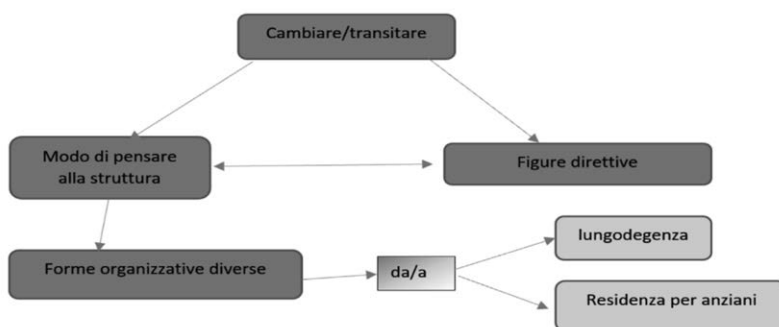 Cambiare/transitare
Modo di pensare
alla struttura
Figure direttive
Forme organizzative diverse
da/a
lungodegenza
Residenza per anziani